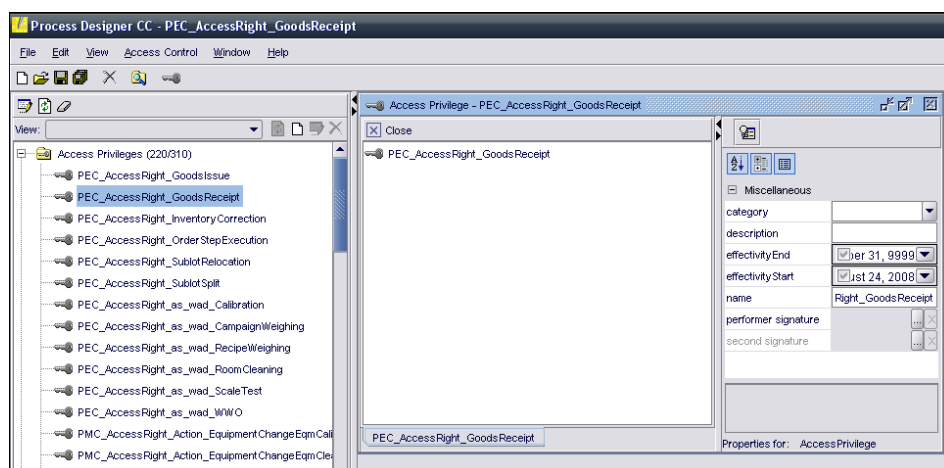 Process Designer CC - PEC_AccessRight_GoodsReceipt
File Edit View Access Control Window Help
View:
Access Privileges (220/310)
PEC_AccessRight_GoodsIssue
PEC_AccessRight_GoodsReceipt
PEC_AccessRight_InventoryCorrection
PEC_AccessRight_OrderStepExecution
PEC_AccessRight_SublotRelocation
PEC_AccessRight_SublotSplit
PEC_AccessRight_as_wad_Calibration
PEC_AccessRight_as_wad_CampaignWeighing
PEC_AccessRight_as_wad_RecipeWeighing
PEC_AccessRight_as_wad_RoomCleaning
PEC_AccessRight_as_wad_ScaleTest
PEC_AccessRight_as_wad_WWO
PMC_AccessRight_Action_EquipmentChangeEqmCali
PMC_AccessRight_Action_EquipmentChangeEqmCle
Access Privilege - PEC_AccessRight_GoodsReceipt
Close
PEC_AccessRight_GoodsReceipt
PEC_AccessRight_GoodsReceipt
Miscellaneous
category
description
effectivityEnd ber 31, 9999
effectivityStart ust 24, 2008
name Right_GoodsReceipt
performer signature ...
second signature ...
Properties for: AccessPrivilege